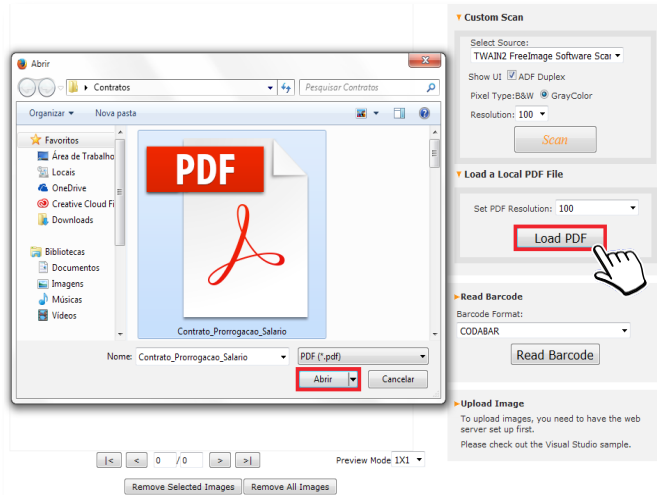 Abrir
Contratos
Pesquisar Contratos
Organizar
Nova pasta
Favoritos
Área de Trabalho
Locais
OneDrive
Creative Cloud Fi
Downloads
Bibliotecas
Documentos
Imagens
Músicas
Vídeos
PDF
Contrato_Prorrogacao_Salario
Nome: Contrato_Prorrogacao_Salario
PDF (*.pdf)
Abrir
Cancelar
|< < 0 / 0 > >|
Preview Mode 1X1
Remove Selected Images
Remove All Images
Custom Scan
Select Source:
TWAIN2 FreeImage Software Scar
Show UI ADF Duplex
Pixel Type:B&W GrayColor
Resolution: 100
Scan
Load a Local PDF File
Set PDF Resolution: 100
Load PDF
Read Barcode
Barcode Format:
CODABAR
Read Barcode
Upload Image
To upload images, you need to have the web
server set up first.
Please check out the Visual Studio sample.